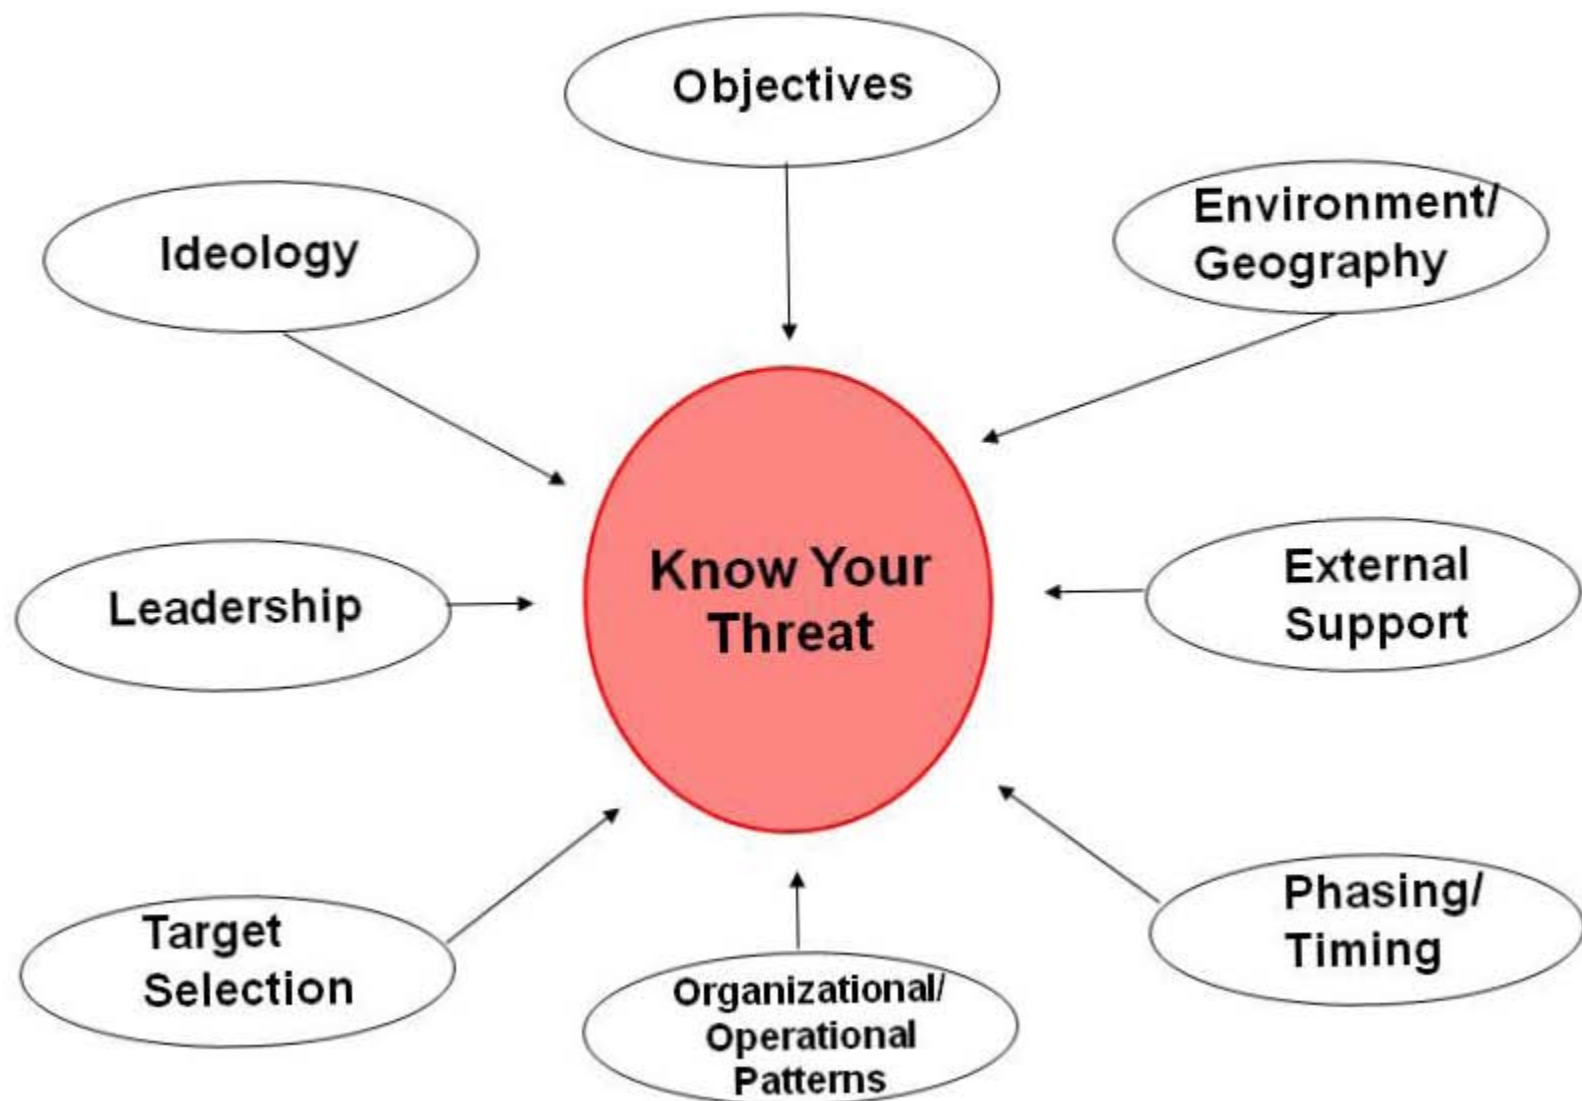 Objectives
Environment/
Geography
Ideology
Know Your
Threat
External
Support
Leadership
Phasing/
Timing
Target
Selection
Organizational/
Operational
Patterns